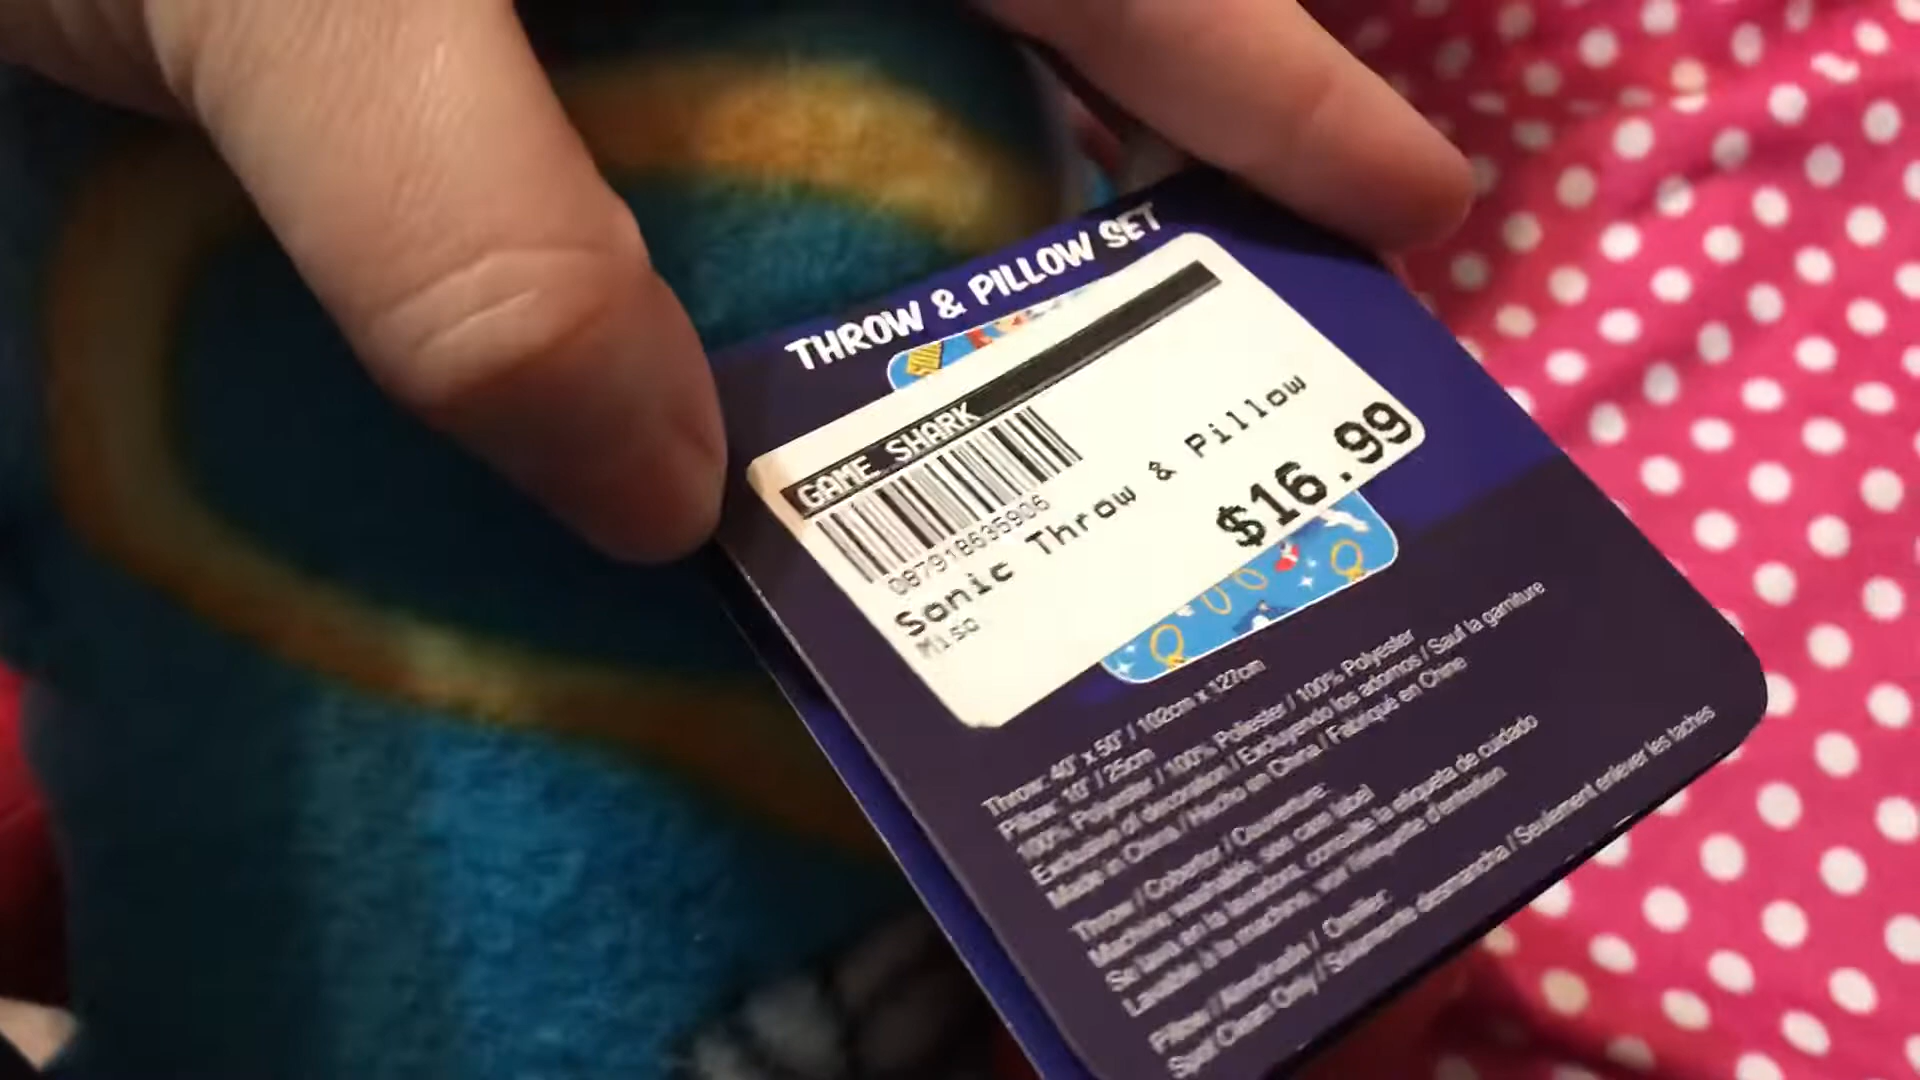 THROW & PILLOW SET
GAME SHARK
087918635906
Sonic Throw & Pillow
Misc
$16.99
Throw: 40" x 50" / 102cm x 127cm
Pillow: 10" / 25cm
100% Polyester / 100% Poliester / 100% Polyester
Exclusive of decoration / Excluyendo los adornos / Sauf la garniture
Made in China / Hecho en China / Fabriqué en Chine
Throw / Cobertor / Couverture:
Machine washable, see care label
Se lava en la lavadora, consulte la etiqueta de cuidado
Lavable à la machine, voir l'étiquette d'entretien
Pillow / Almohada / Oreiller:
Spot Clean Only / Solamente desmancha / Seulement enlever les taches